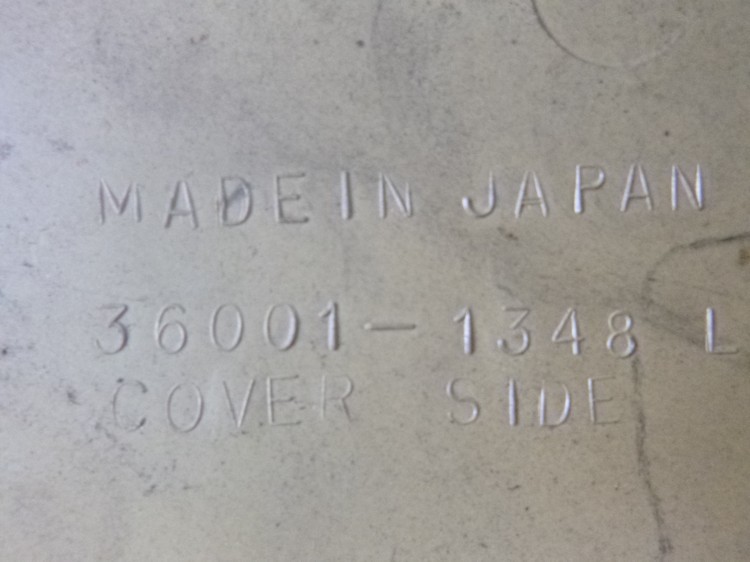 MADE IN JAPAN
36001-1348 L
COVER SIDE